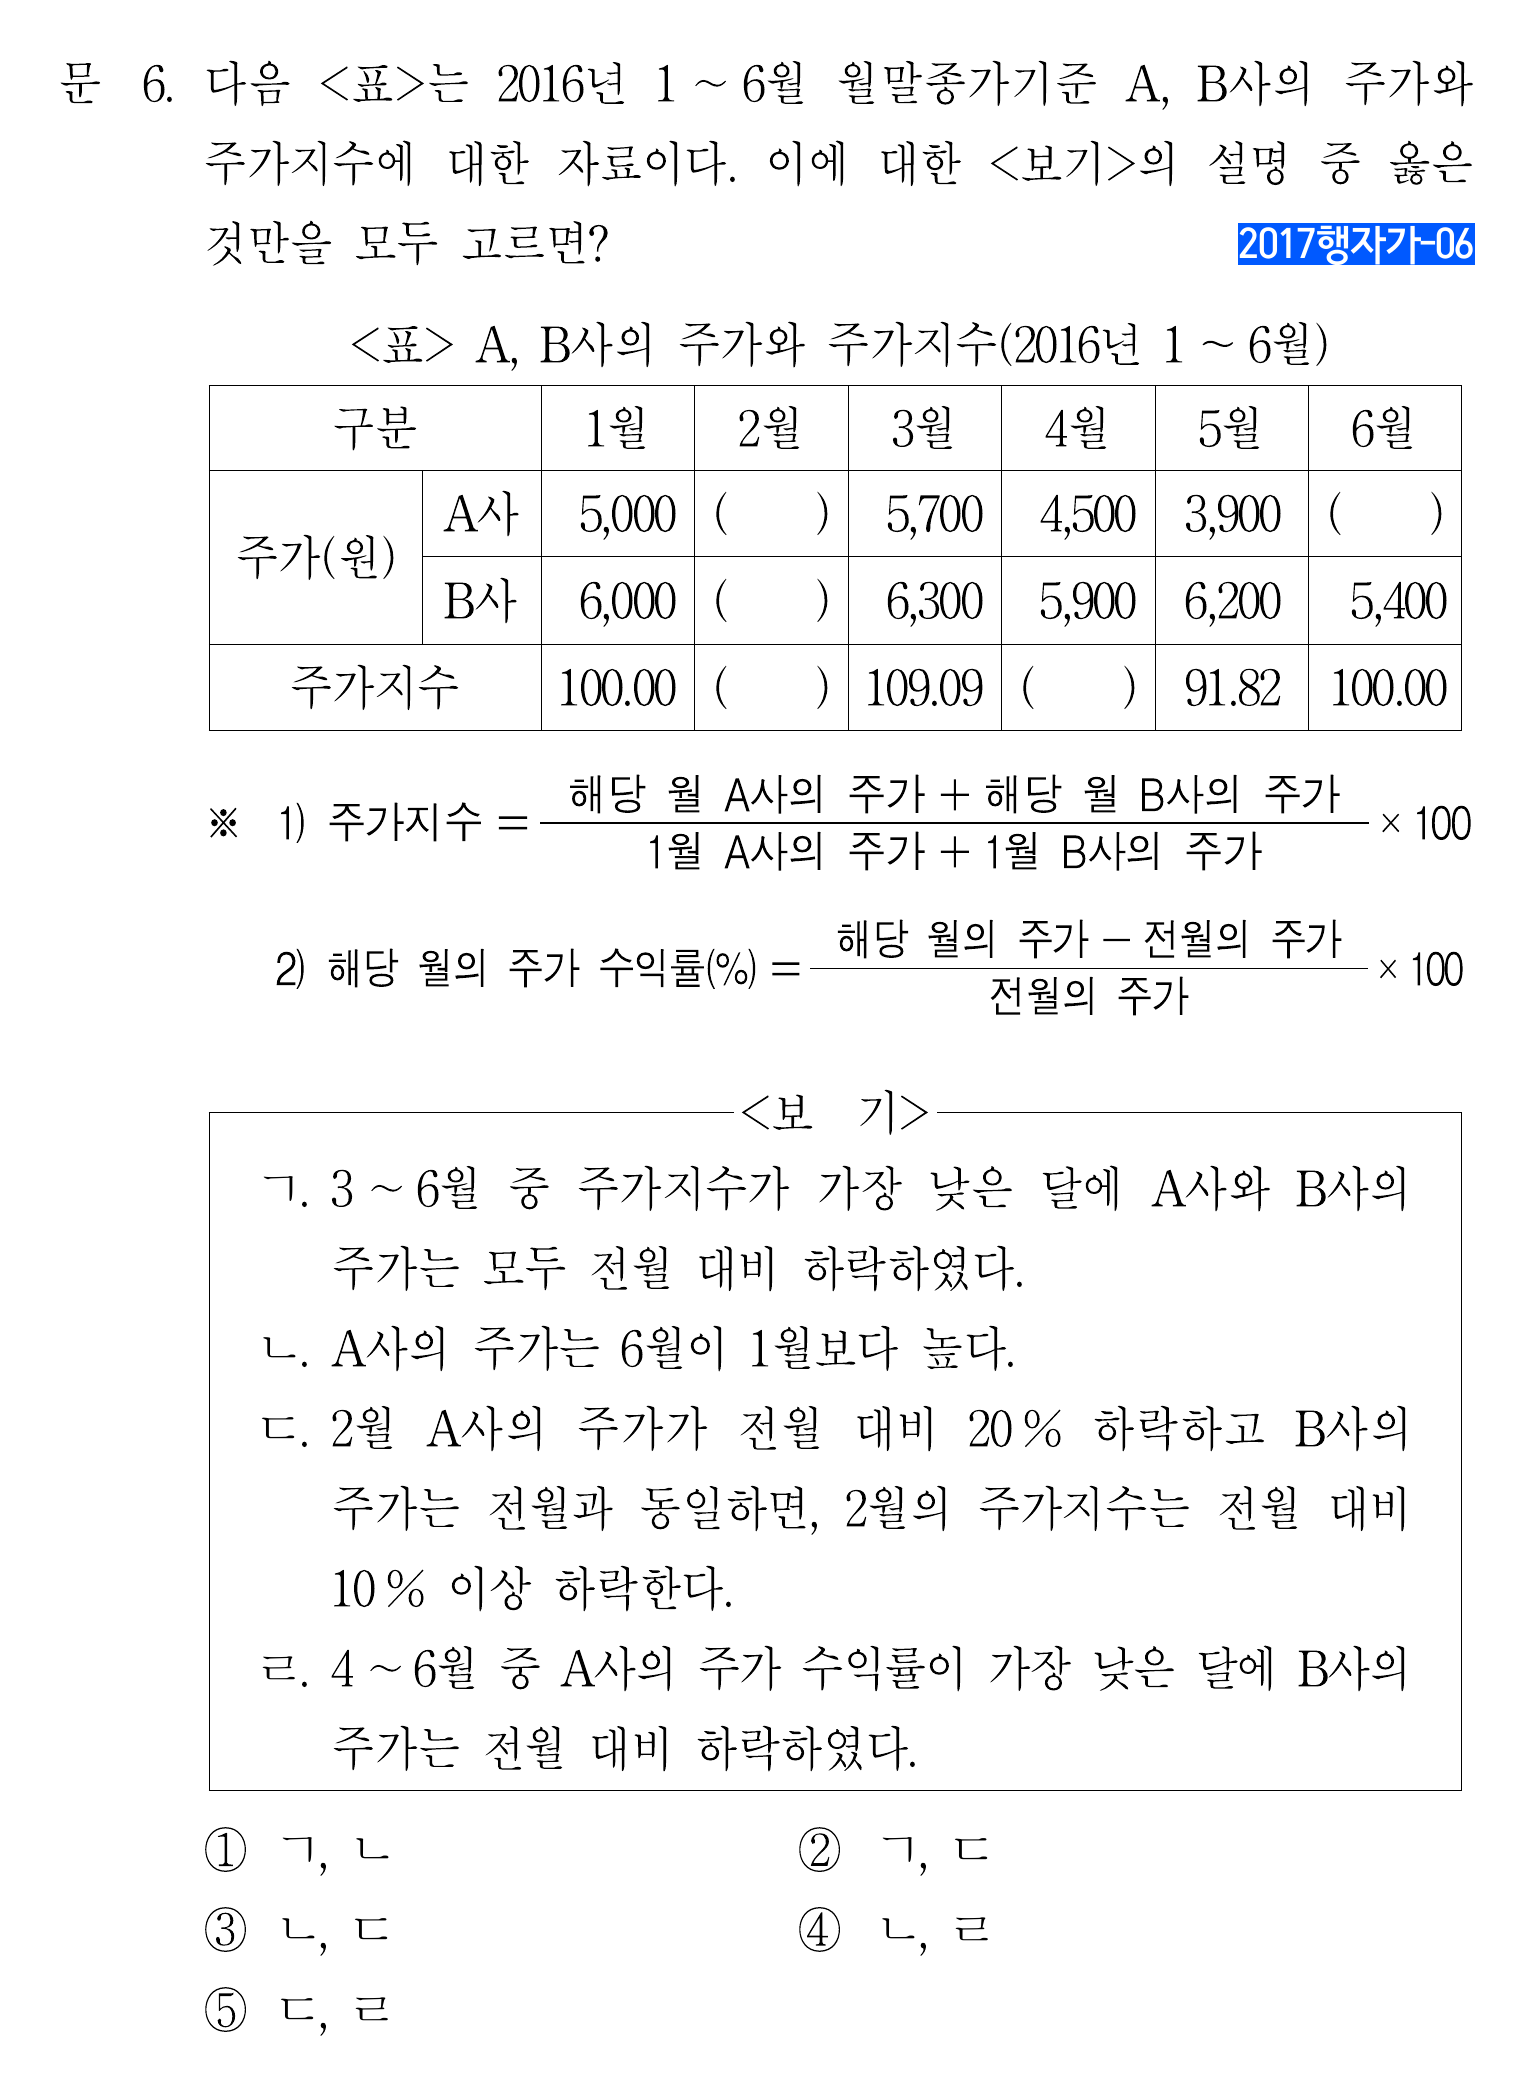 문 6. 다음 <표>는 2016년 1 ~ 6월 월말종가기준 A, B사의 주가와
주가지수에 대한 자료이다. 이에 대한 <보기>의 설명 중 옳은
것만을 모두 고르면? 2017행자가-06
<표> A, B사의 주가와 주가지수(2016년 1 ~ 6월)
구분 1월 2월 3월 4월 5월 6월
주가(원) A사 5,000 ( ) 5,700 4,500 3,900 ( )
B사 6,000 ( ) 6,300 5,900 6,200 5,400
주가지수 100.00 ( ) 109.09 ( ) 91.82 100.00
※ 1) 주가지수 = 해당 월 A사의 주가 + 해당 월 B사의 주가 / 1월 A사의 주가 + 1월 B사의 주가 × 100
2) 해당 월의 주가 수익률(%) = 해당 월의 주가 - 전월의 주가 / 전월의 주가 × 100
<보 기>
ㄱ. 3 ~ 6월 중 주가지수가 가장 낮은 달에 A사와 B사의
주가는 모두 전월 대비 하락하였다.
ㄴ. A사의 주가는 6월이 1월보다 높다.
ㄷ. 2월 A사의 주가가 전월 대비 20 % 하락하고 B사의
주가는 전월과 동일하면, 2월의 주가지수는 전월 대비
10 % 이상 하락한다.
ㄹ. 4 ~ 6월 중 A사의 주가 수익률이 가장 낮은 달에 B사의
주가는 전월 대비 하락하였다.
① ㄱ, ㄴ ② ㄱ, ㄷ
③ ㄴ, ㄷ ④ ㄴ, ㄹ
⑤ ㄷ, ㄹ